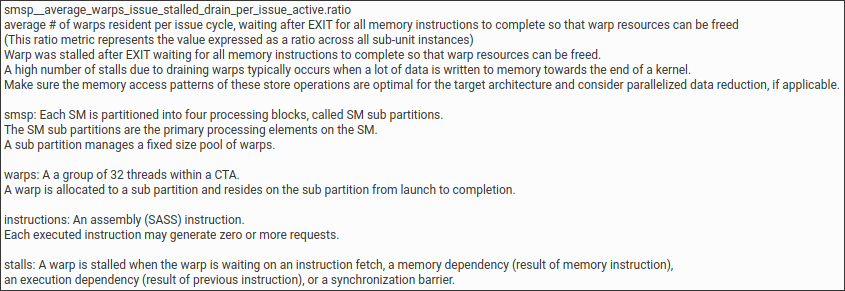 smsp__average_warps_issue_stalled_drain_per_issue_active.ratio
average # of warps resident per issue cycle, waiting after EXIT for all memory instructions to complete so that warp resources can be freed
(This ratio metric represents the value expressed as a ratio across all sub-unit instances)
Warp was stalled after EXIT waiting for all memory instructions to complete so that warp resources can be freed.
A high number of stalls due to draining warps typically occurs when a lot of data is written to memory towards the end of a kernel.
Make sure the memory access patterns of these store operations are optimal for the target architecture and consider parallelized data reduction, if applicable.
smsp: Each SM is partitioned into four processing blocks, called SM sub partitions.
The SM sub partitions are the primary processing elements on the SM.
A sub partition manages a fixed size pool of warps.
warps: A a group of 32 threads within a CTA.
A warp is allocated to a sub partition and resides on the sub partition from launch to completion.
instructions: An assembly (SASS) instruction.
Each executed instruction may generate zero or more requests.
stalls: A warp is stalled when the warp is waiting on an instruction fetch, a memory dependency (result of memory instruction),
an execution dependency (result of previous instruction), or a synchronization barrier.